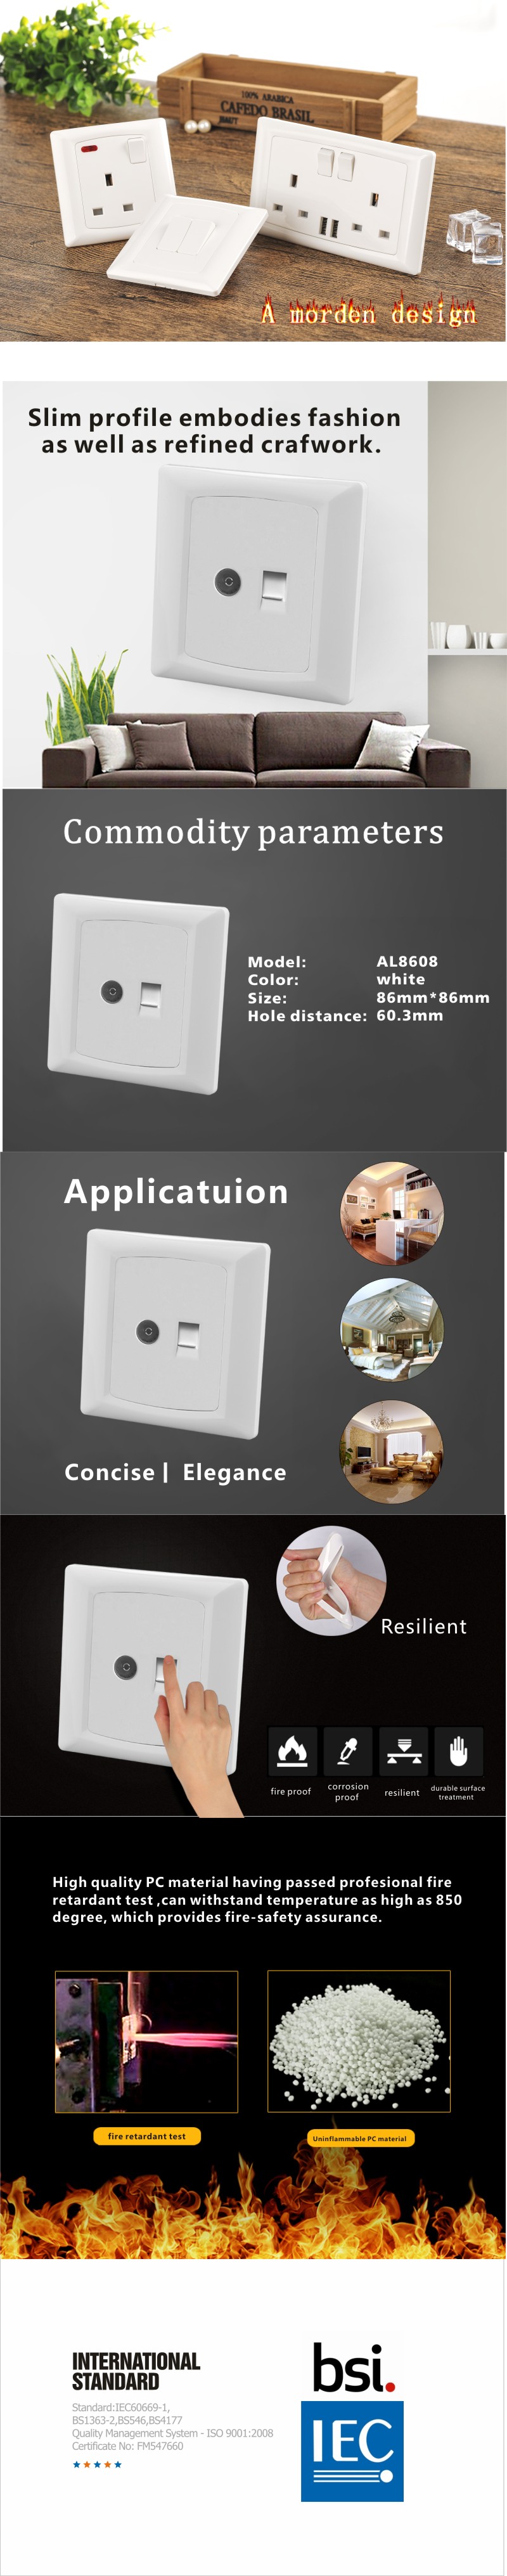 100% ARABICA
CAFEDO BRASIL
A morden design
Slim profile embodies fashion
as well as refined crafwork.
Commodity parameters
Model: AL8608
Color: white
Size: 86mm*86mm
Hole distance: 60.3mm
Applicatuion
Concise | Elegance
Resilient
fire proof
corrosion
proof
resilient
durable surface
treatment
High quality PC material having passed profesional fire
retardant test ,can withstand temperature as high as 850
degree, which provides fire-safety assurance.
fire retardant test
Uninflammable PC material
INTERNATIONAL
STANDARD
Standard:IEC60669-1,
BS1363-2,BS546,BS4177
Quality Management System - ISO 9001:2008
Certificate No: FM547660
bsi.
IEC